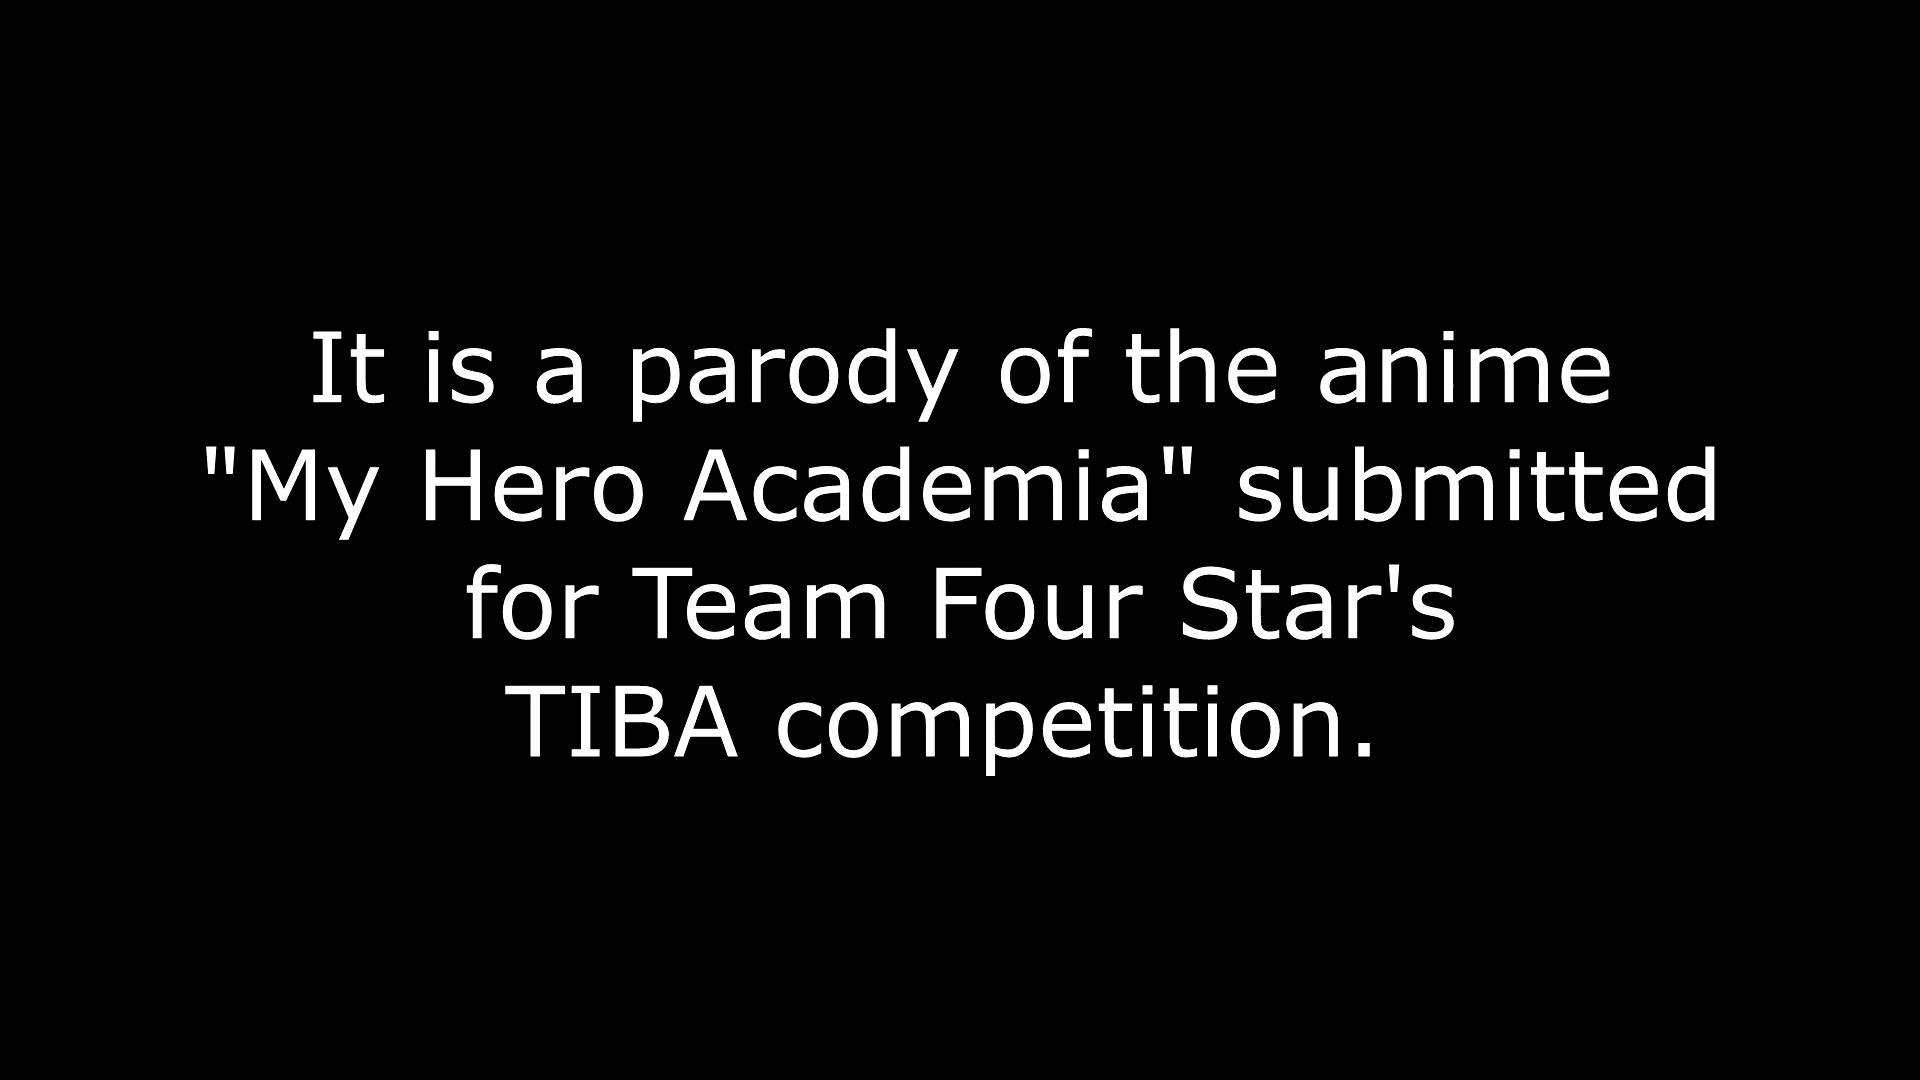 It is a parody of the anime
"My Hero Academia" submitted
for Team Four Star's
TIBA competition.